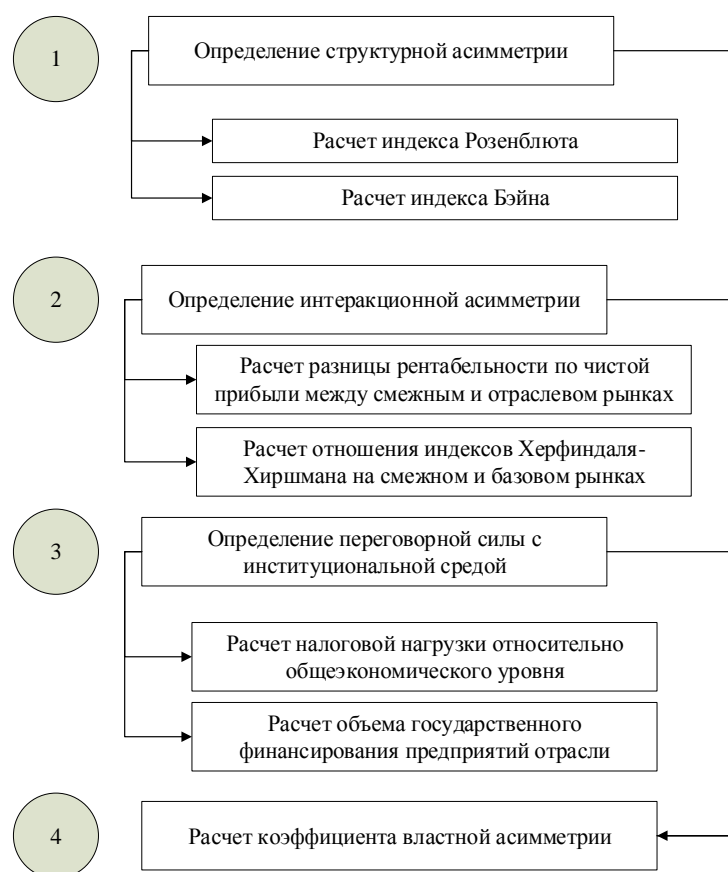 1
Определение структурной асимметрии
Расчет индекса Розенблюта
Расчет индекса Бэйна
2
Определение интеракционной асимметрии
Расчет разницы рентабельности по чистой
прибыли между смежным и отраслевом рынках
Расчет отношения индексов Херфиндаля-
Хиршмана на смежном и базовом рынках
3
Определение переговорной силы с
институциональной средой
Расчет налоговой нагрузки относительно
общеэкономического уровня
Расчет объема государственного
финансирования предприятий отрасли
4
Расчет коэффициента властной асимметрии